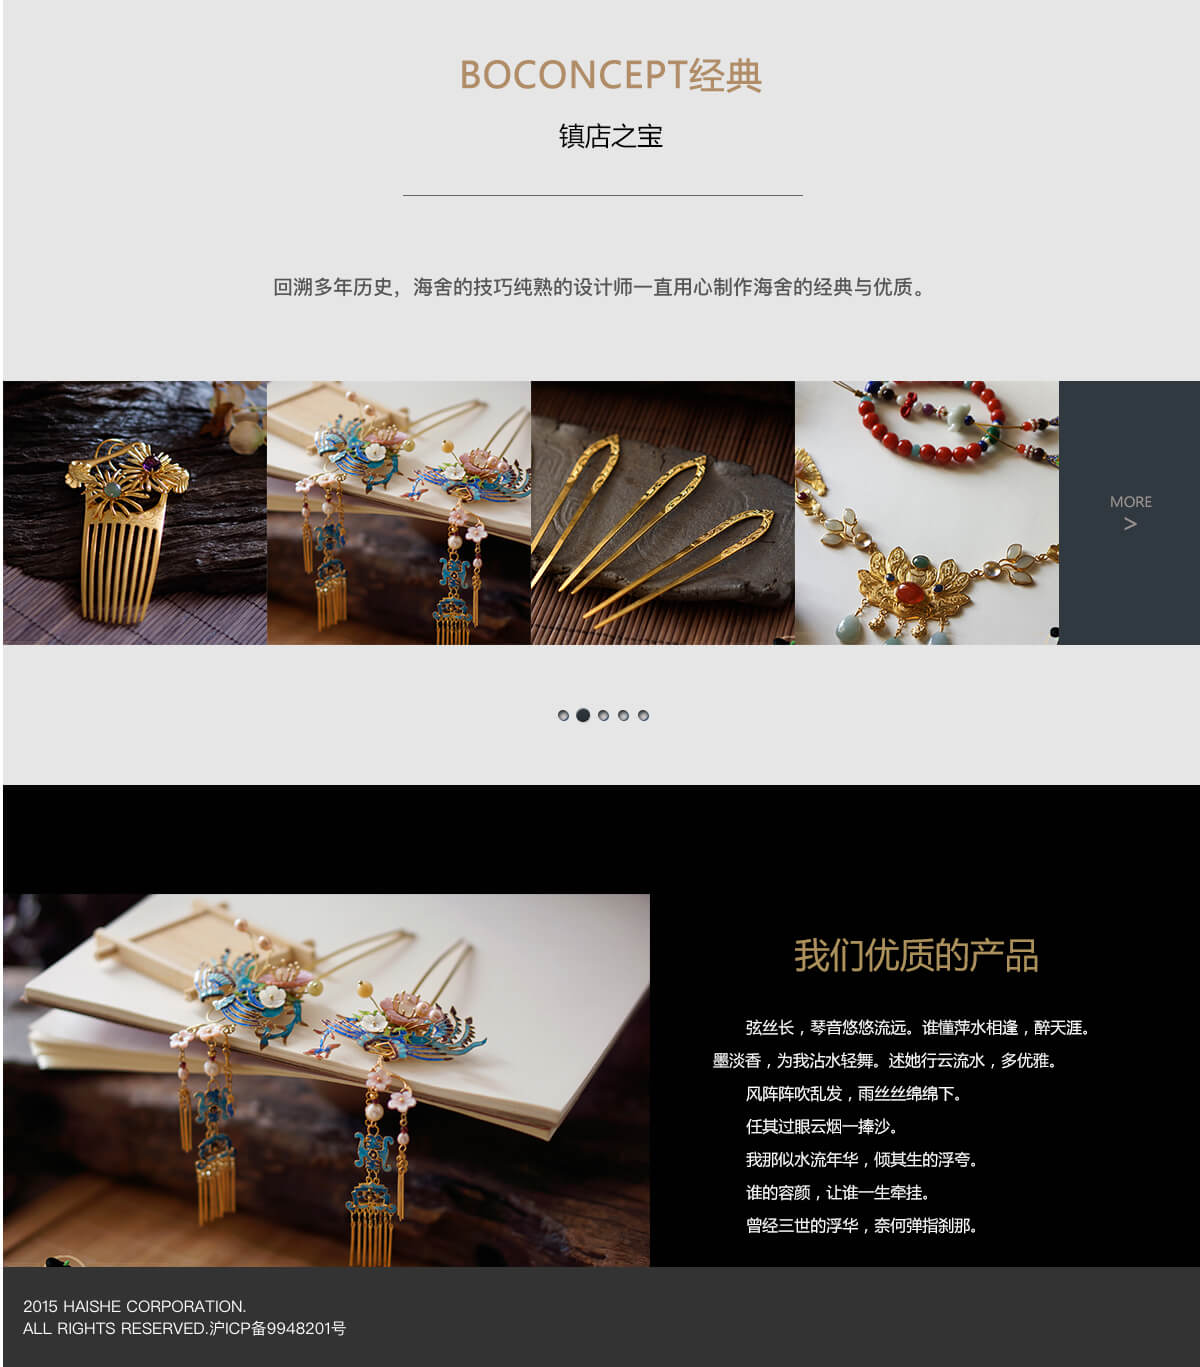 BOCONCEPT经典
镇店之宝
回溯多年历史，海舍的技巧纯熟的设计师一直用心制作海舍的经典与优质。
MORE
>
我们优质的产品
弦丝长，琴音悠悠流远。谁懂萍水相逢，醉天涯。
墨淡香，为我沾水轻舞。述她行云流水，多优雅。
风阵阵吹乱发，雨丝丝绵绵下。
任其过眼云烟一捧沙。
我那似水流年华，倾其生的浮夸。
谁的容颜，让谁一生牵挂。
曾经三世的浮华，奈何弹指刹那。
2015 HAISHE CORPORATION.
ALL RIGHTS RESERVED.沪ICP备9948201号